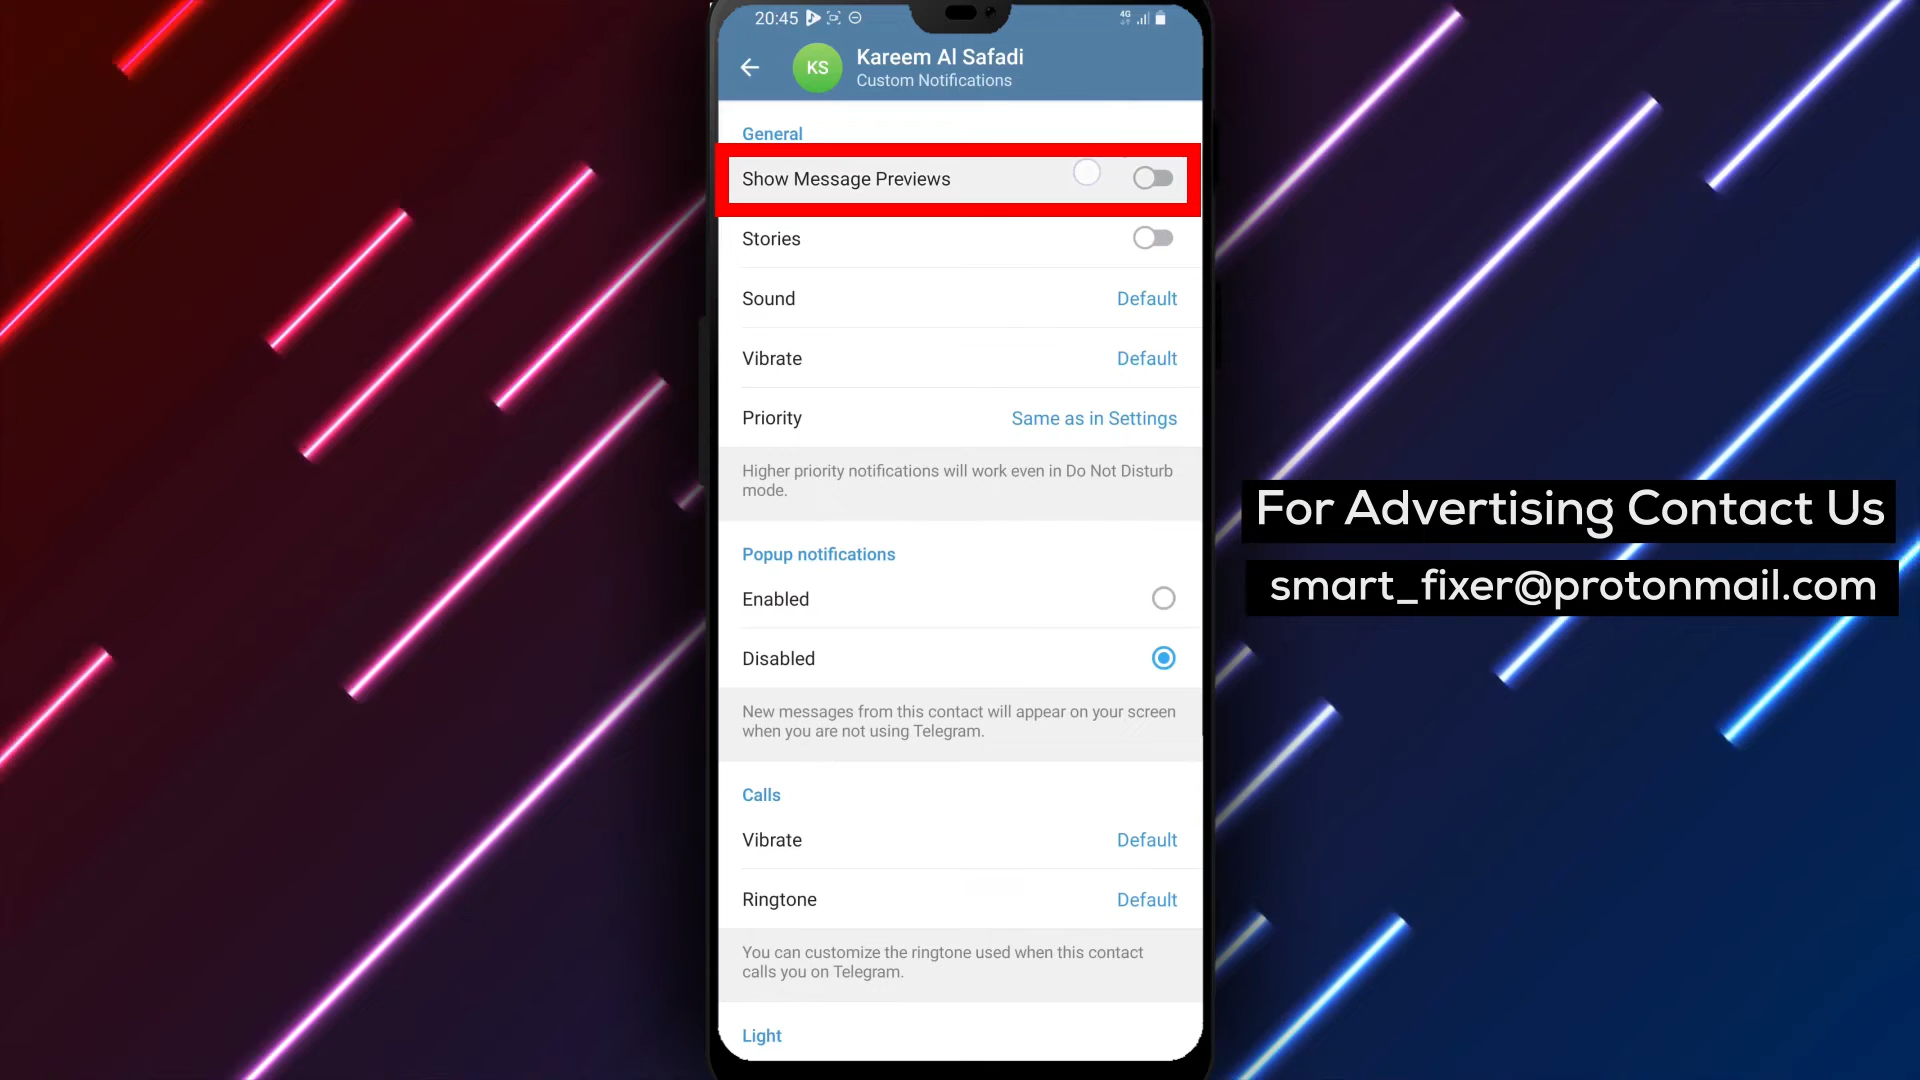 20:45
4G
KS
Kareem Al Safadi
Custom Notifications
General
Show Message Previews
Stories
Sound Default
Vibrate Default
Priority Same as in Settings
Higher priority notifications will work even in Do Not Disturb
mode.
Popup notifications
Enabled
Disabled
New messages from this contact will appear on your screen
when you are not using Telegram.
Calls
Vibrate Default
Ringtone Default
You can customize the ringtone used when this contact
calls you on Telegram.
Light
For Advertising Contact Us
smart_fixer@protonmail.com